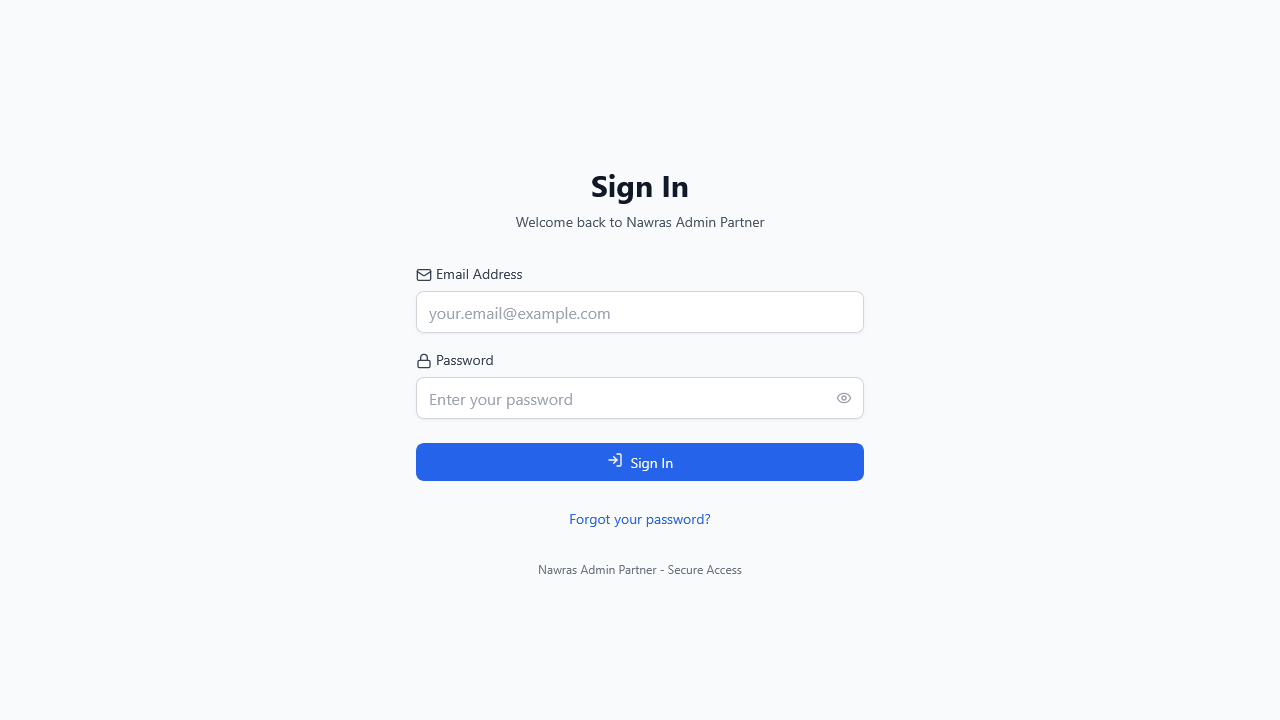 Sign In
Welcome back to Nawras Admin Partner
Email Address
your.email@example.com
Password
Enter your password
Sign In
Forgot your password?
Nawras Admin Partner - Secure Access